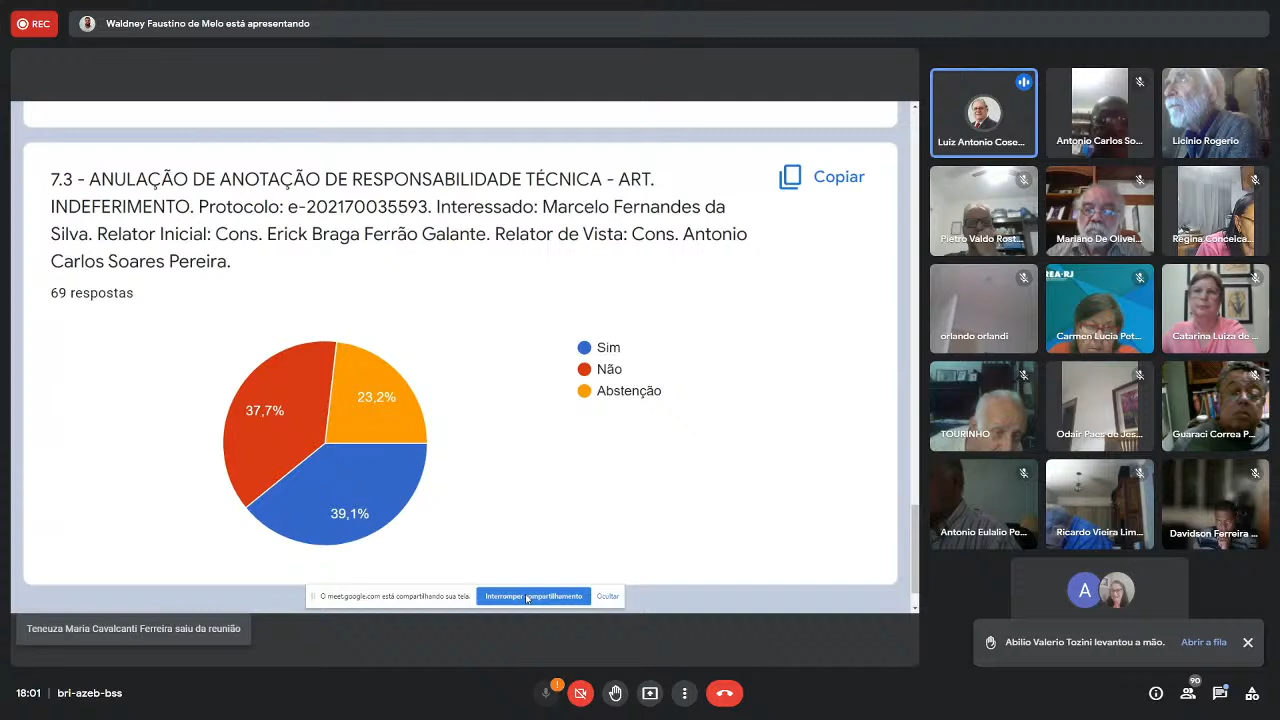 REC
Waldney Faustino de Melo está apresentando
7.3 - ANULAÇÃO DE ANOTAÇÃO DE RESPONSABILIDADE TÉCNICA - ART.
INDEFERIMENTO. Protocolo: e-202170035593. Interessado: Marcelo Fernandes da
Silva. Relator Inicial: Cons. Erick Braga Ferrão Galante. Relator de Vista: Cons. Antonio
Carlos Soares Pereira.
Copiar
69 respostas
Sim
Não
Abstenção
23,2%
37,7%
39,1%
O meet.google.com está compartilhando sua tela.
Interromper compartilhamento
Ocultar
Teneuza Maria Cavalcanti Ferreira saiu da reunião
Luiz Antonio Cose...
Antonio Carlos So...
Licinio Rogerio
Pietro Valdo Rost...
Mariano De Olivei...
Regina Conceica...
orlando orlandi
EA-RJ
Carmen Lucia Pet...
Catarina Luiza de ...
TOURINHO
Odair Paes de Jes...
Guaraci Correa P...
Antonio Eulalio Pe...
Ricardo Vieira Lim...
Davidson Ferreira ...
A
Abilio Valerio Tozini levantou a mão.
Abrir a fila
18:01
brl-azeb-bss
90